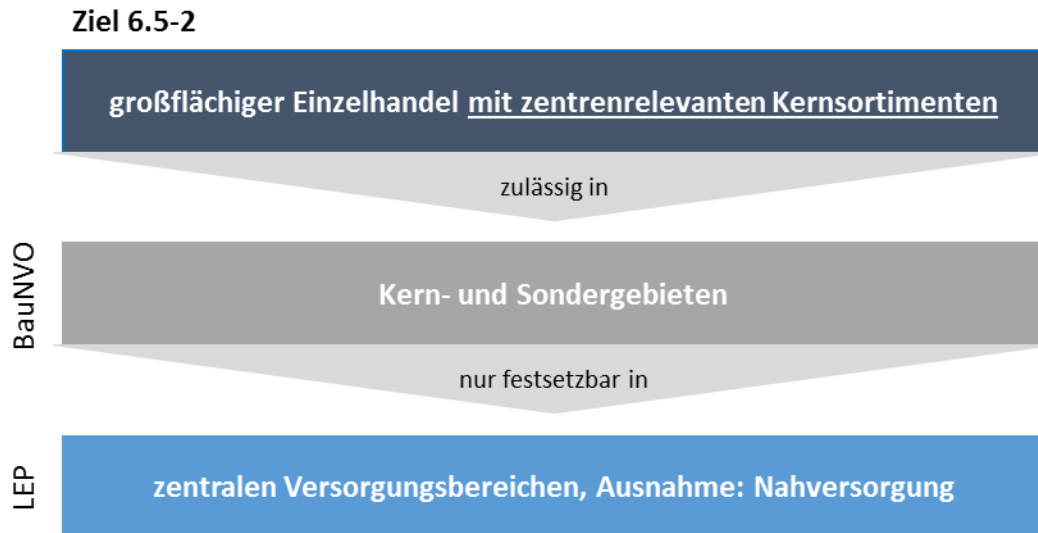 Ziel 6.5-2
großflächiger Einzelhandel mit zentrenrelevanten Kernsortimenten
zulässig in
BauNVO
Kern- und Sondergebieten
nur festsetzbar in
LEP
zentralen Versorgungsbereichen, Ausnahme: Nahversorgung